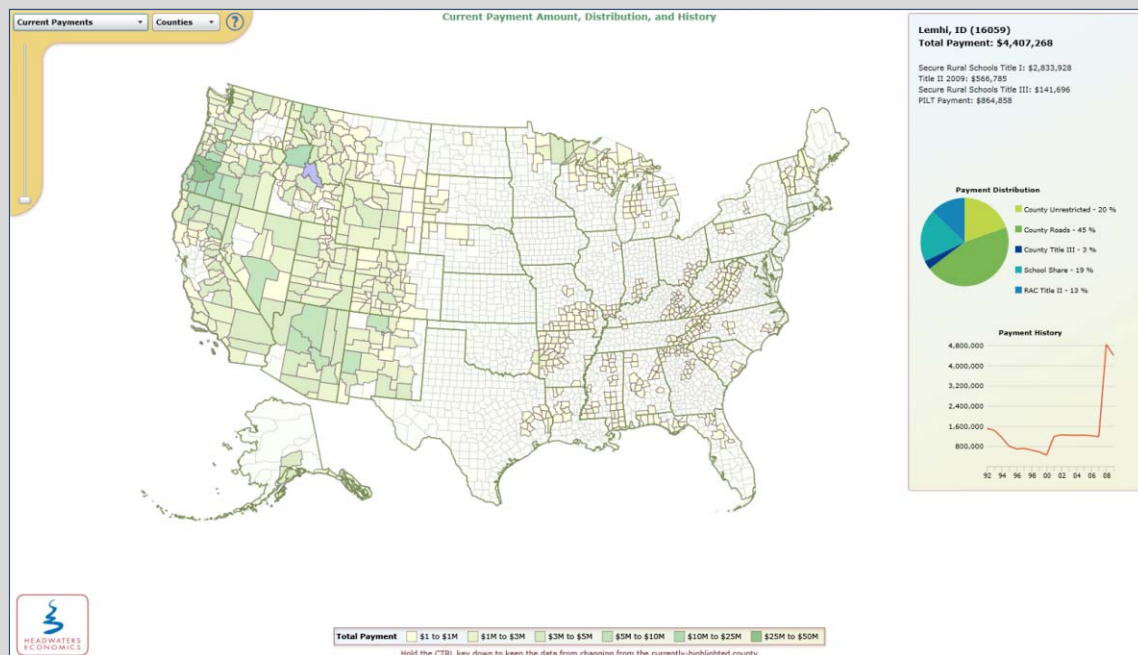 Current Payments
Counties
?
Current Payment Amount, Distribution, and History
Lemhi, ID (16059)
Total Payment: $4,407,268
Secure Rural Schools Title I: $2,833,928
Title II 2009: $566,785
Secure Rural Schools Title III: $141,696
PILT Payment: $864,858
Payment Distribution
County Unrestricted - 20 %
County Roads - 45 %
County Title III - 3 %
School Share - 19 %
RAC Title II - 13 %
Payment History
4,800,000
4,000,000
3,200,000
2,400,000
1,600,000
800,000
92 94 96 98 00 02 04 06 08
HEADWATERS
ECONOMICS
Total Payment $1 to $1M $1M to $3M $3M to $5M $5M to $10M $10M to $25M $25M to $50M
Hold the CTRL key down to keep the data from changing from the currently-highlighted county